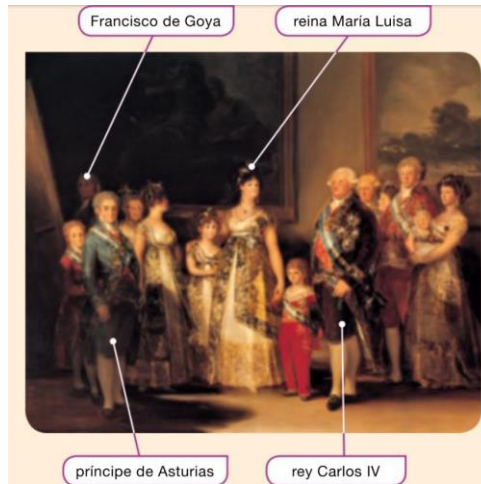 Francisco de Goya
reina María Luisa
príncipe de Asturias
rey Carlos IV